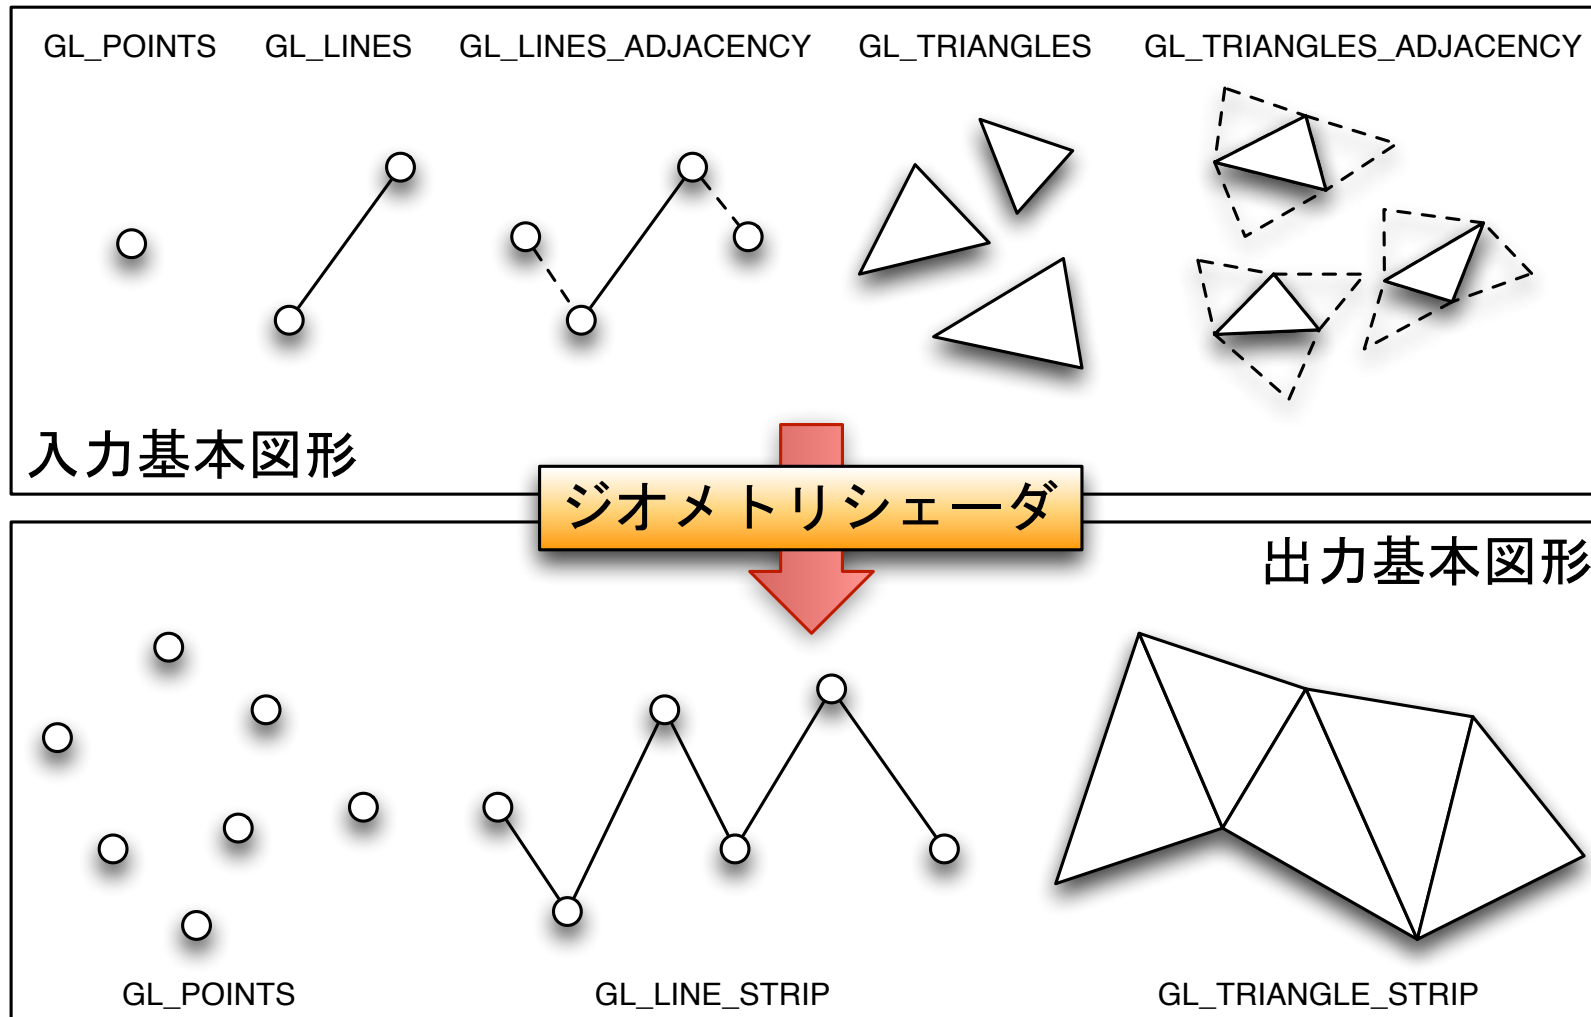 GL_POINTS
GL_LINES
GL_LINES_ADJACENCY
GL_TRIANGLES
GL_TRIANGLES_ADJACENCY
入力基本図形
ジオメトリシェーダ
出力基本図形
GL_POINTS
GL_LINE_STRIP
GL_TRIANGLE_STRIP